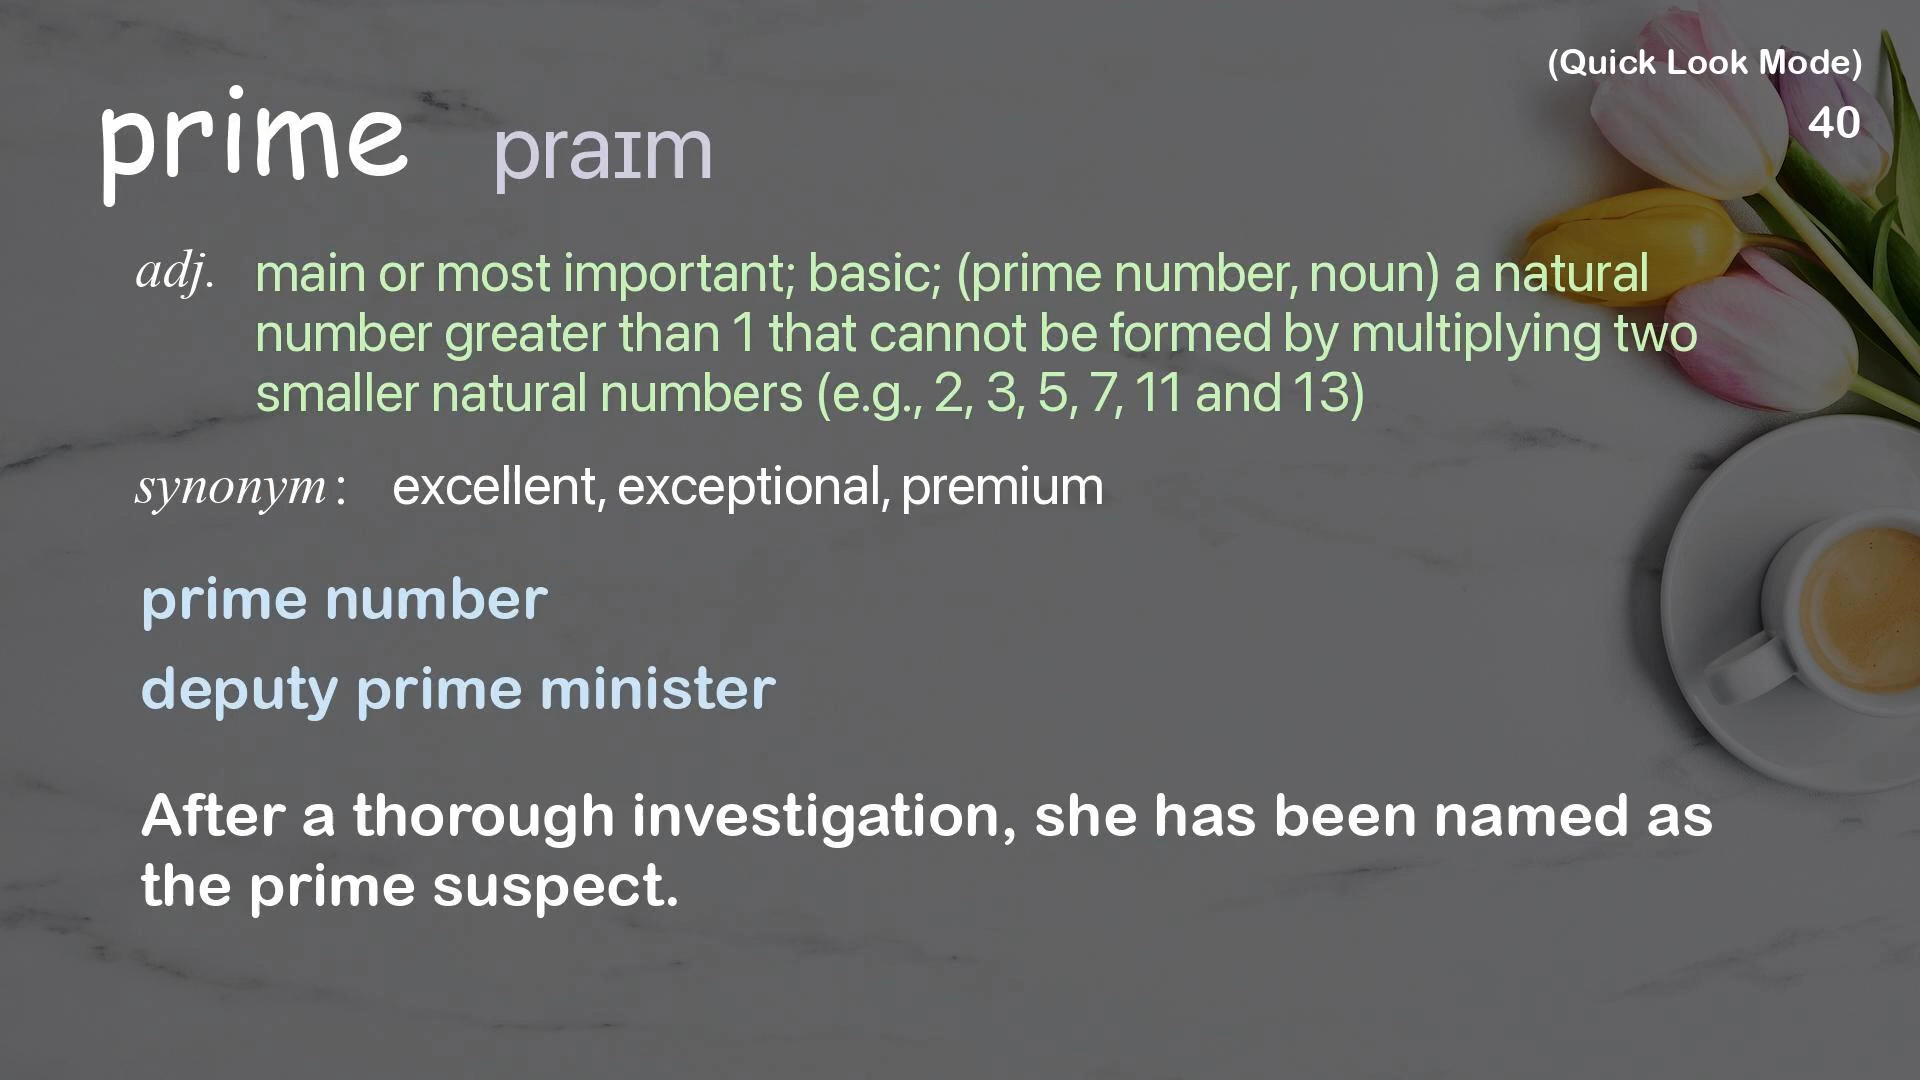 (Quick Look Mode)
40
prime praɪm
adj. main or most important; basic; (prime number, noun) a natural
number greater than 1 that cannot be formed by multiplying two
smaller natural numbers (e.g., 2, 3, 5, 7, 11 and 13)
synonym: excellent, exceptional, premium
prime number
deputy prime minister
After a thorough investigation, she has been named as
the prime suspect.